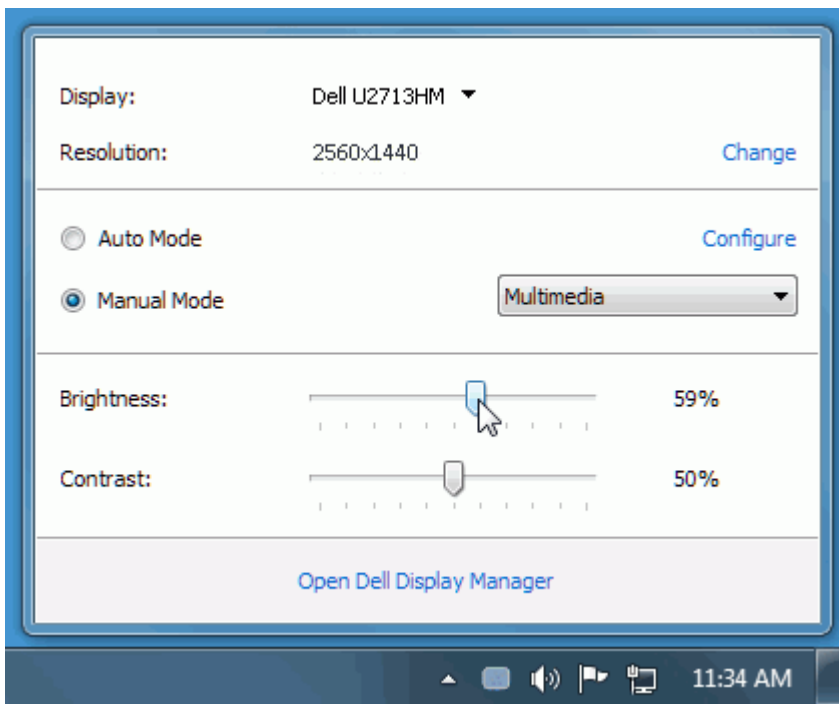 Display: Dell U2713HM
Resolution: 2560x1440 Change
Auto Mode Configure
Manual Mode Multimedia
Brightness: 59%
Contrast: 50%
Open Dell Display Manager
11:34 AM